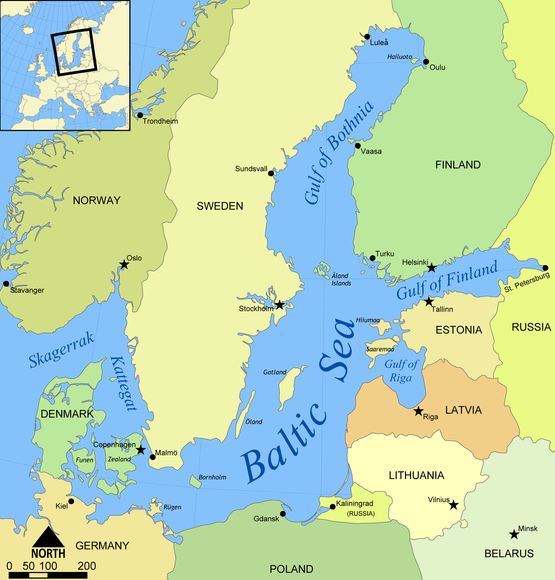 Luleå
Hailuoto
Oulu
Trondheim
Gulf of Bothnia
Vaasa
FINLAND
Sundsvall
NORWAY
SWEDEN
Turku
Helsinki
Oslo
Åland
Islands
Gulf of Finland
St. Petersburg
Stavanger
Stockholm
Tallinn
Hiiumaa
ESTONIA
RUSSIA
Saaremaa
Skagerrak
Kattegat
Baltic Sea
Gulf of
Riga
Gotland
DENMARK
Öland
Riga
LATVIA
Copenhagen
Malmö
Funen
Zealand
Bornholm
LITHUANIA
Kiel
Rügen
Kaliningrad
(RUSSIA)
Vilnius
Gdansk
Minsk
NORTH
GERMANY
BELARUS
0 50 100 200
POLAND